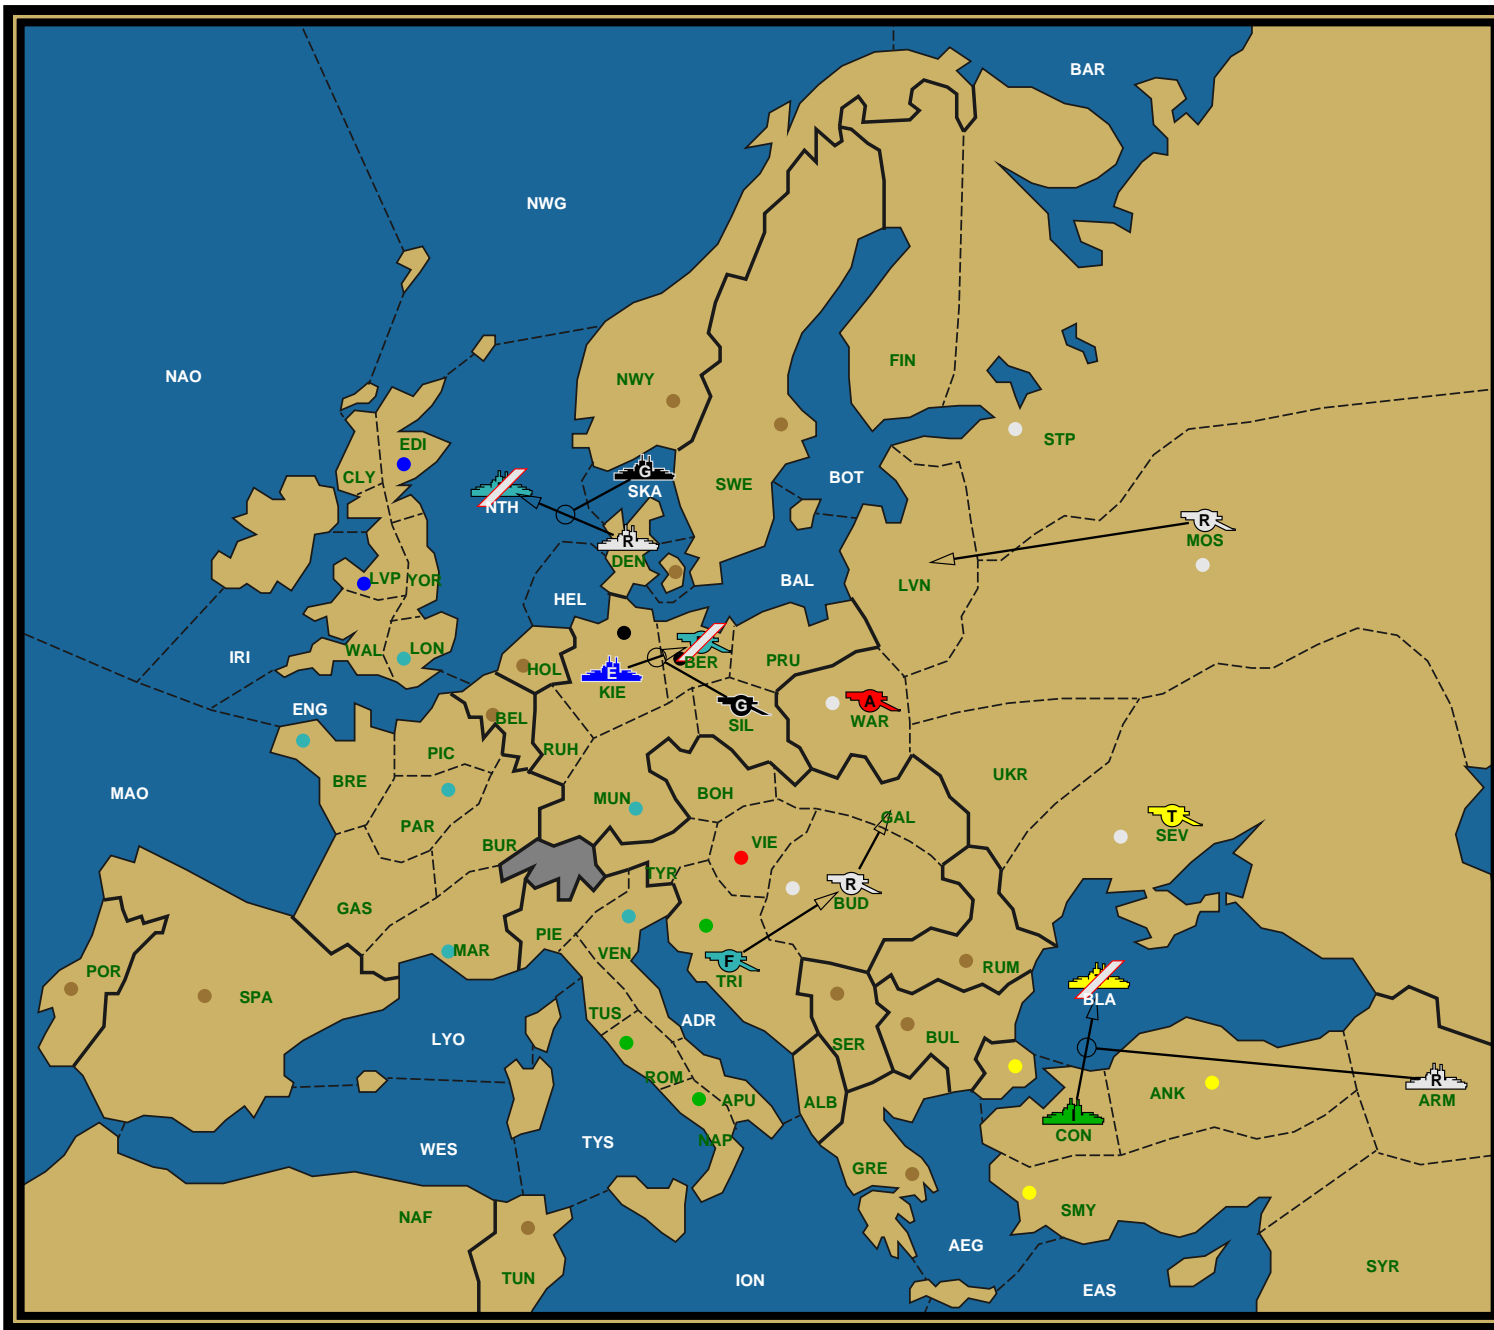 BAR
NWG
NAO
FIN
NWY
STP
EDI
CLY
SWE
BOT
G
SKA
NTH
R
MOS
R
DEN
LVN
LVP
YOR
BAL
HEL
WAL
LON
IRI
HOL
E
KIE
BER
PRU
ENG
BEL
G
SIL
A
WAR
PIC
RUH
BRE
UKR
MAO
MUN
BOH
T
SEV
PAR
GAL
BUR
VIE
TYR
R
BUD
GAS
PIE
VEN
MAR
F
TRI
RUM
POR
SPA
BLA
TUS
ADR
LYO
SER
BUL
ROM
APU
ALB
ANK
R
ARM
I
CON
NAP
TYS
WES
GRE
SMY
NAF
AEG
SYR
TUN
ION
EAS